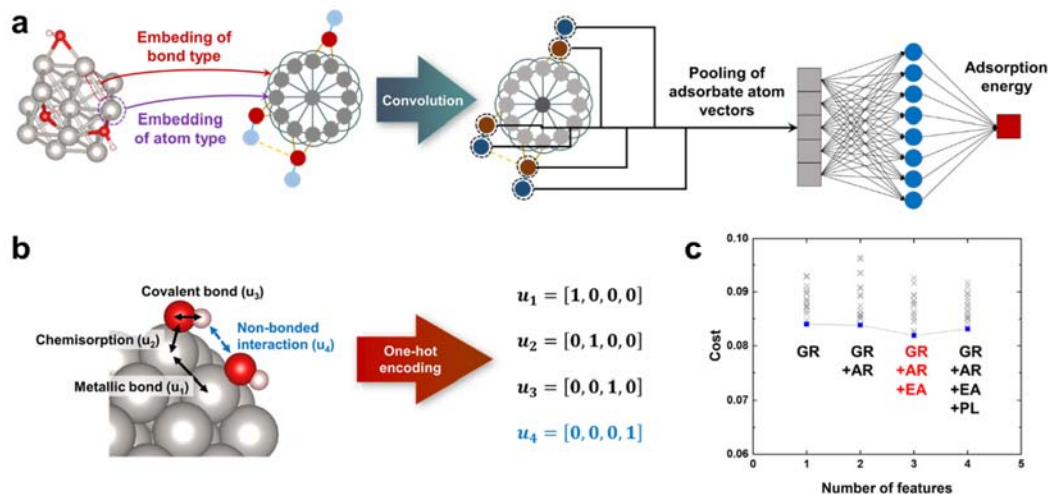 a
Embeding of
bond type
Embedding
of atom type
Convolution
Pooling of
adsorbate atom
vectors
Adsorption
energy
b
Covalent bond (u3)
Chemisorption (u2)
Metallic bond (u1)
Non-bonded
interaction (u4)
One-hot
encoding
u1 = [1, 0, 0, 0]
u2 = [0, 1, 0, 0]
u3 = [0, 0, 1, 0]
u4 = [0, 0, 0, 1]
c
Cost
0.10
0.09
0.08
0.07
0.06
GR
GR
+AR
GR
+AR
+EA
GR
+AR
+EA
+PL
0 1 2 3 4 5
Number of features